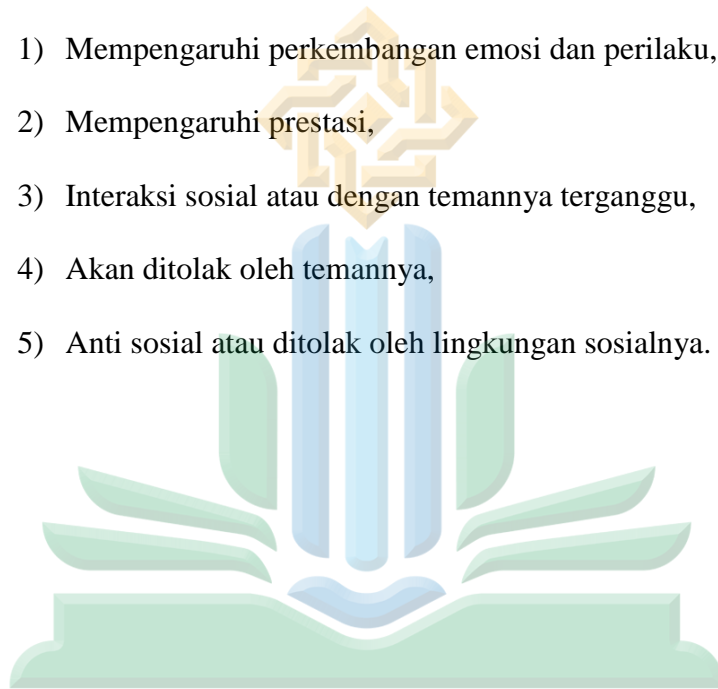 1) Mempengaruhi perkembangan emosi dan perilaku,
2) Mempengaruhi prestasi,
3) Interaksi sosial atau dengan temannya terganggu,
4) Akan ditolak oleh temannya,
5) Anti sosial atau ditolak oleh lingkungan sosialnya.